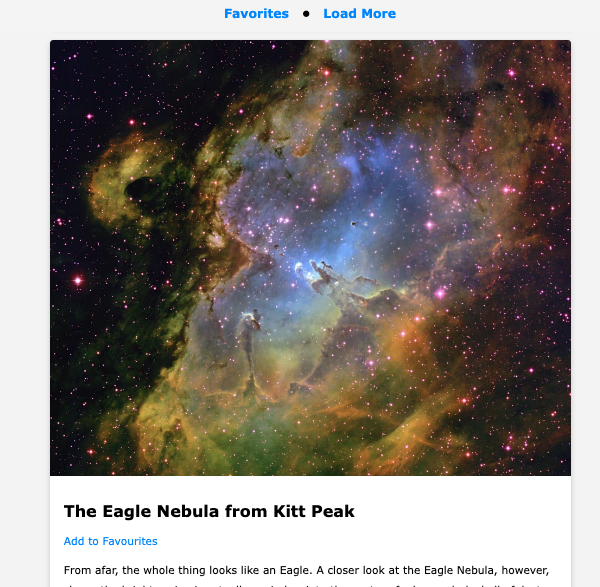 Favorites • Load More
The Eagle Nebula from Kitt Peak
Add to Favourites
From afar, the whole thing looks like an Eagle. A closer look at the Eagle Nebula, however,